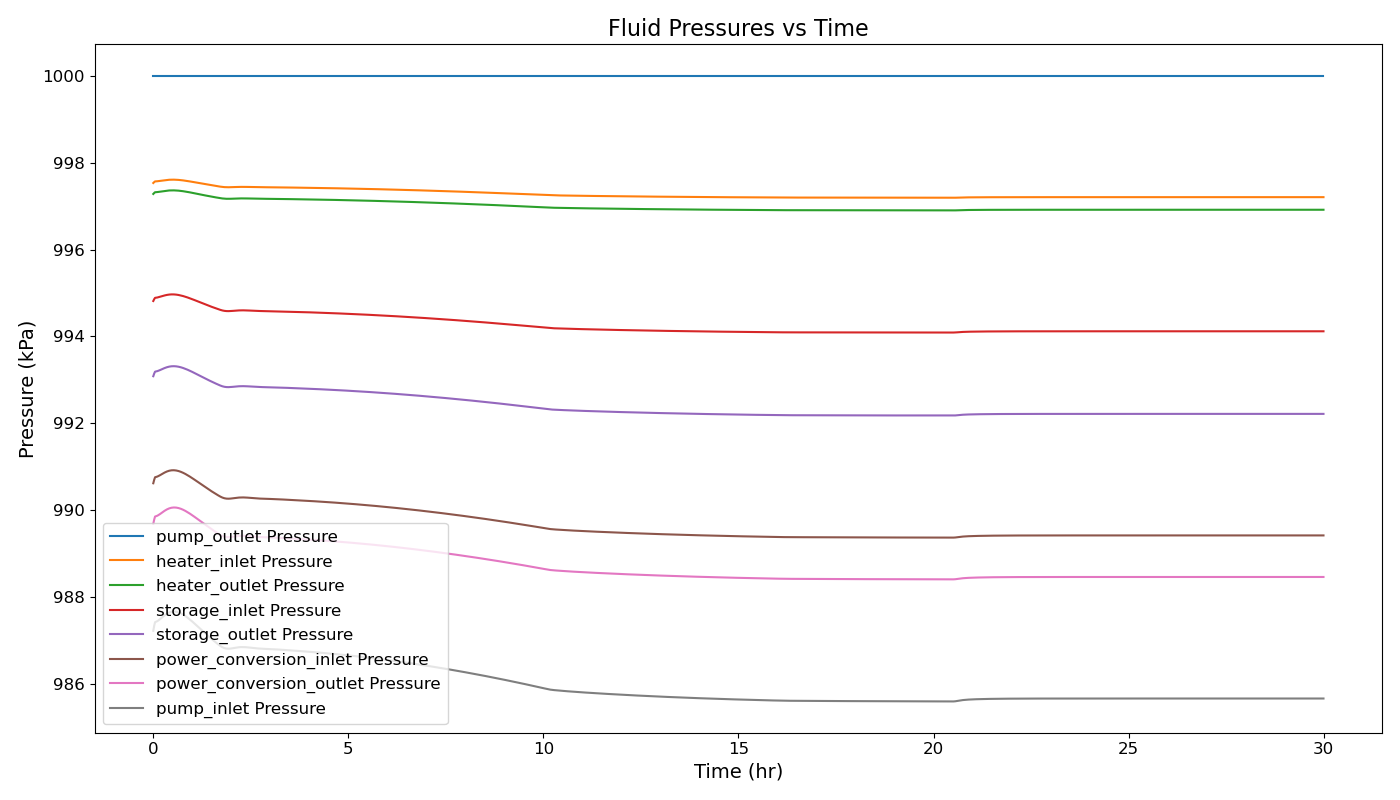 Fluid Pressures vs Time
Pressure (kPa)
1000
998
996
994
992
990
988
986
pump_outlet Pressure
heater_inlet Pressure
heater_outlet Pressure
storage_inlet Pressure
storage_outlet Pressure
power_conversion_inlet Pressure
power_conversion_outlet Pressure
pump_inlet Pressure
0 5 10 15 20 25 30
Time (hr)